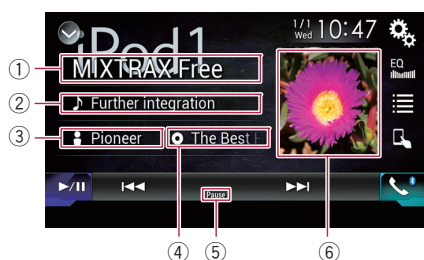 iPod1
1/1
Wed 10:47
MIXTRAX Free
EQ
Further integration
Pioneer
The Best
Pause
① ② ③ ④ ⑤ ⑥